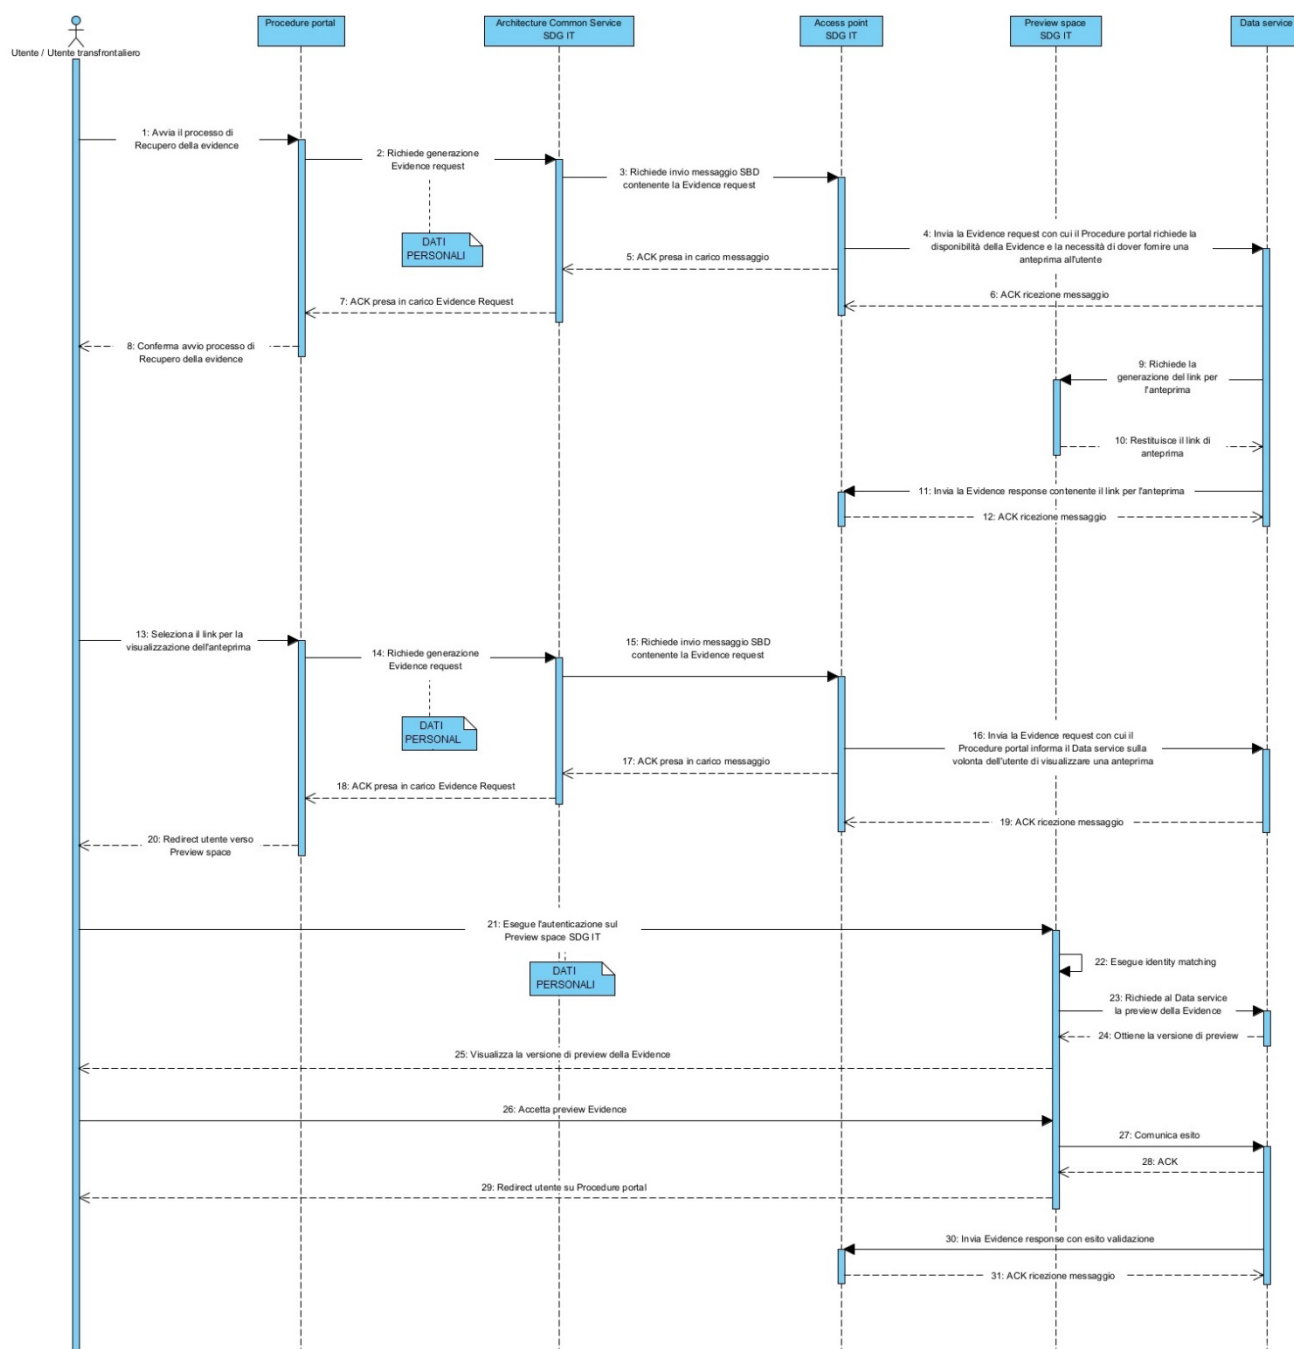 Utente / Utente transfrontaliero
Procedure portal
Architecture Common Service
SDG IT
Access point
SDG IT
Preview space
SDG IT
Data service
1: Avvia il processo di
Recupero della evidence
2: Richiede generazione
Evidence request
3: Richiede invio messaggio SBD
contenente la Evidence request
DATI
PERSONALI
4: Invia la Evidence request con cui il Procedure portal richiede la
disponibilità della Evidence e la necessità di dover fornire una
anteprima all'utente
5: ACK presa in carico messaggio
6: ACK ricezione messaggio
7: ACK presa in carico Evidence Request
8: Conferma avvio processo di
Recupero della evidence
9: Richiede la
generazione del link per
l'anteprima
10: Restituisce il link di
anteprima
11: Invia la Evidence response contenente il link per l'anteprima
12: ACK ricezione messaggio
13: Seleziona il link per la
visualizzazione dell'anteprima
14: Richiede generazione
Evidence request
15: Richiede invio messaggio SBD
contenente la Evidence request
DATI
PERSONAL
16: Invia la Evidence request con cui il
Procedure portal informa il Data service sulla
volonta dell'utente di visualizzare una anteprima
17: ACK presa in carico messaggio
18: ACK presa in carico Evidence Request
19: ACK ricezione messaggio
20: Redirect utente verso
Preview space
21: Esegue l'autenticazione sul
Preview space SDG IT
DATI
PERSONALI
22: Esegue identity matching
23: Richiede al Data service
la preview della Evidence
24: Ottiene la versione di preview
25: Visualizza la versione di preview della Evidence
26: Accetta preview Evidence
27: Comunica esito
28: ACK
29: Redirect utente su Procedure portal
30: Invia Evidence response con esito validazione
31: ACK ricezione messaggio